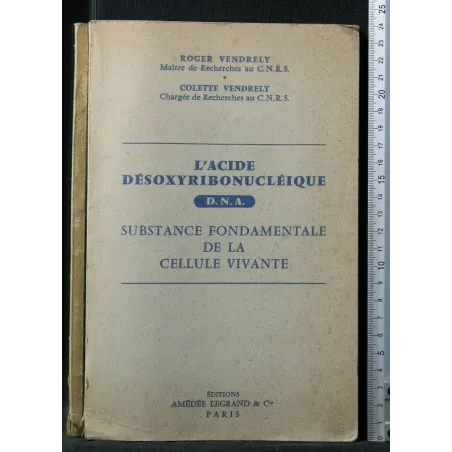 ROGER VENDRELY
Maître de Recherches au C.N.R.S.
COLETTE VENDRELY
Chargée de Recherches au C.N.R.S.
L'ACIDE
DÉSOXYRIBONUCLÉIQUE
D.N.A.
SUBSTANCE FONDAMENTALE
DE LA
CELLULE VIVANTE
ÉDITIONS
AMÉDÉE LEGRAND & Cie
PARIS